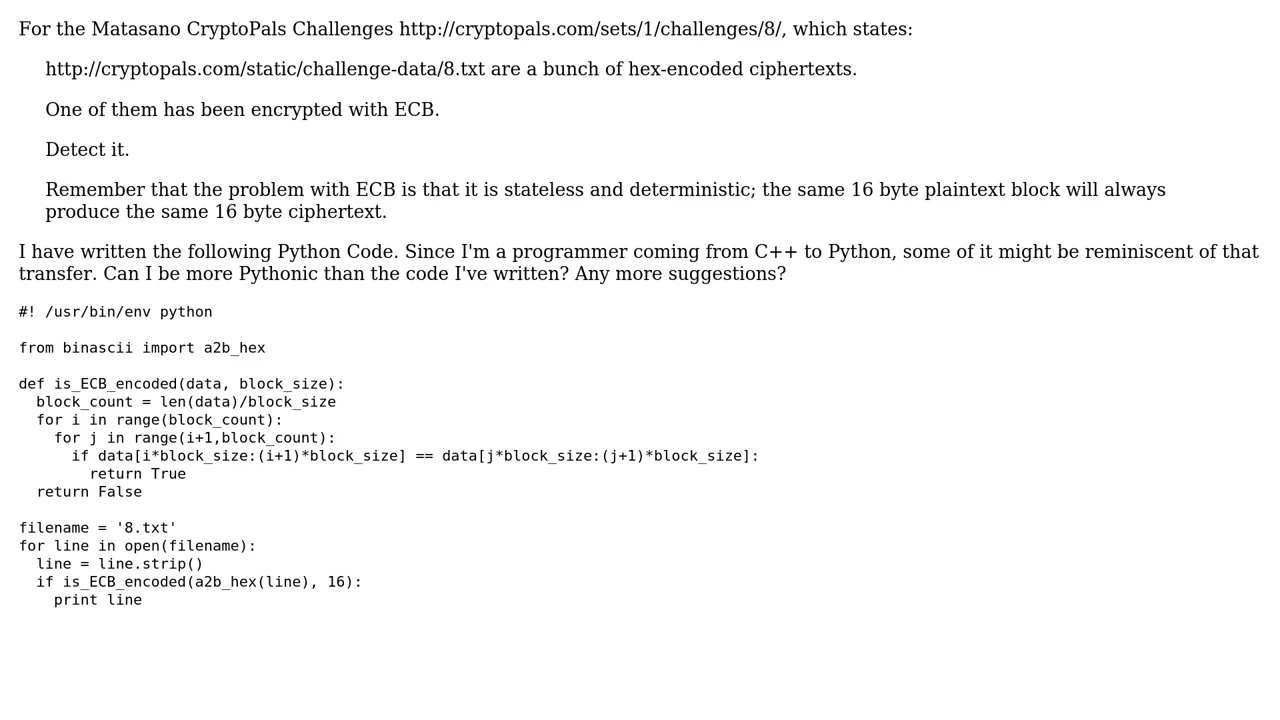 For the Matasano CryptoPals Challenges http://cryptopals.com/sets/1/challenges/8/, which states:
http://cryptopals.com/static/challenge-data/8.txt are a bunch of hex-encoded ciphertexts.
One of them has been encrypted with ECB.
Detect it.
Remember that the problem with ECB is that it is stateless and deterministic; the same 16 byte plaintext block will always
produce the same 16 byte ciphertext.
I have written the following Python Code. Since I'm a programmer coming from C++ to Python, some of it might be reminiscent of that
transfer. Can I be more Pythonic than the code I've written? Any more suggestions?
#! /usr/bin/env python

from binascii import a2b_hex

def is_ECB_encoded(data, block_size):
  block_count = len(data)/block_size
  for i in range(block_count):
    for j in range(i+1,block_count):
      if data[i*block_size:(i+1)*block_size] == data[j*block_size:(j+1)*block_size]:
        return True
  return False

filename = '8.txt'
for line in open(filename):
  line = line.strip()
  if is_ECB_encoded(a2b_hex(line), 16):
    print line